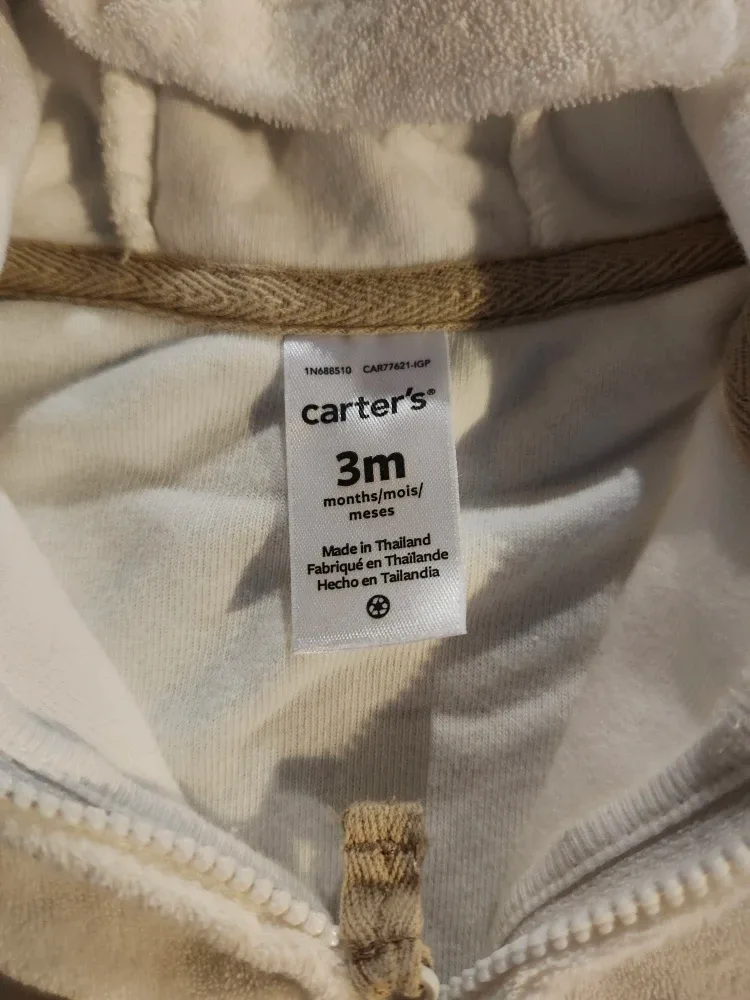 1N688510 CAR77621-IGP
carter's®
3m
months/mois/
meses
Made in Thailand
Fabriqué en Thaïlande
Hecho en Tailandia